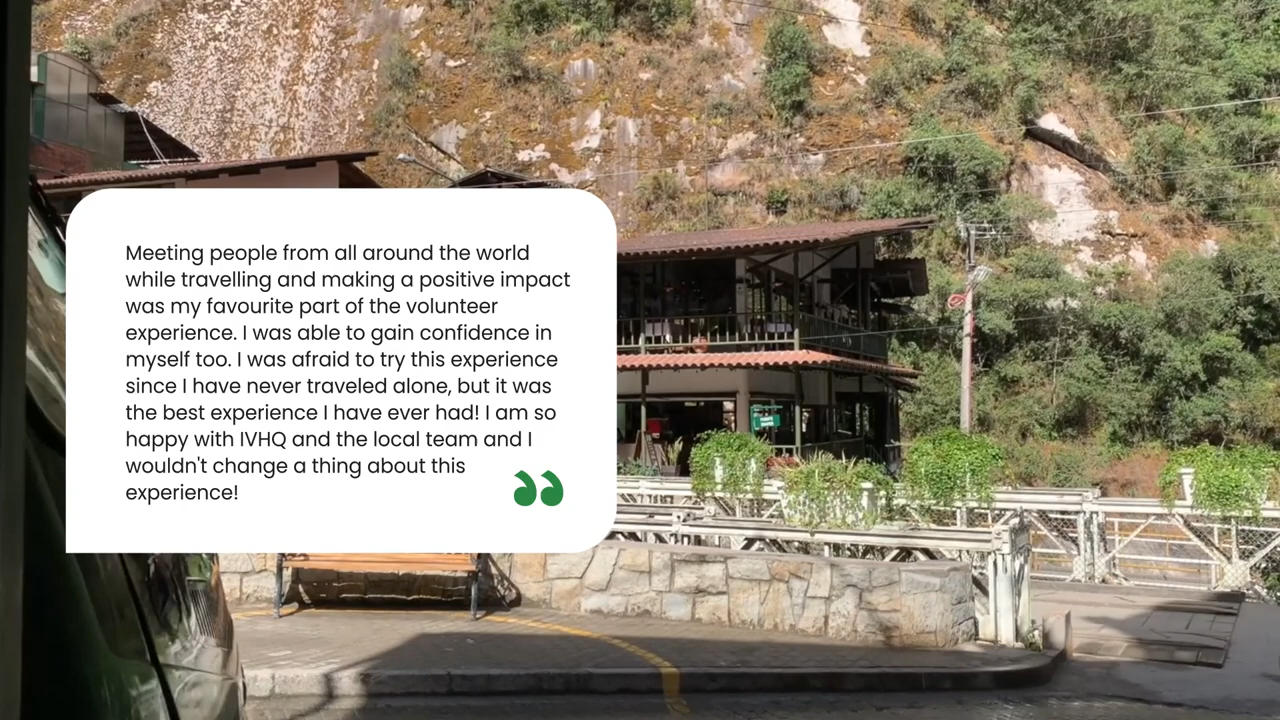 Meeting people from all around the world
while travelling and making a positive impact
was my favourite part of the volunteer
experience. I was able to gain confidence in
myself too. I was afraid to try this experience
since I have never traveled alone, but it was
the best experience I have ever had! I am so
happy with IVHQ and the local team and I
wouldn't change a thing about this
experience!